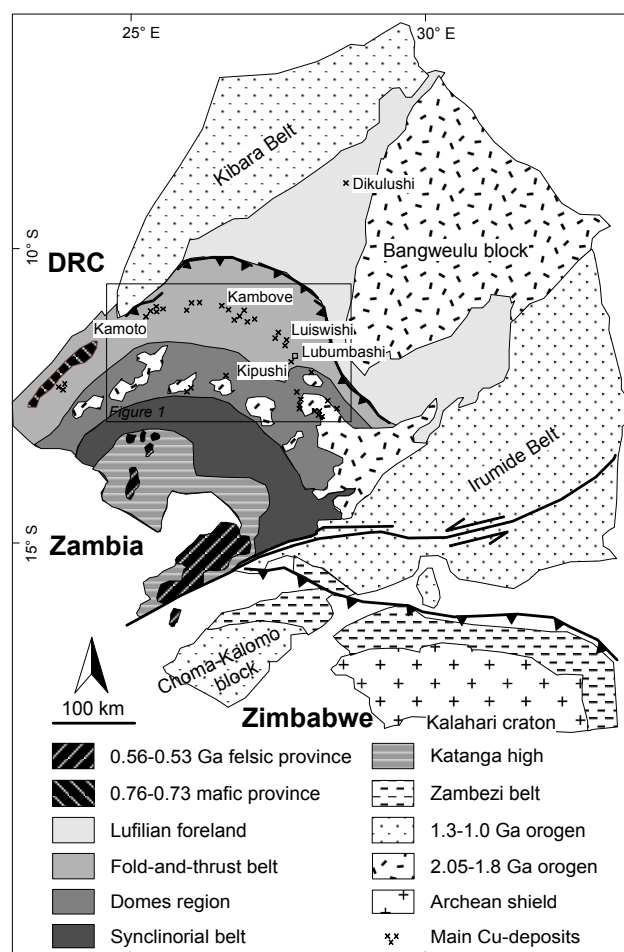 25° E
30° E
Kibara Belt
Dikulushi
10° S
DRC
Bangweulu block
Kambove
Kamoto
Luiswishi
Lubumbashi
Kipushi
Figure 1
Irumide Belt
15° S
Zambia
Choma-Kalomo
block
100 km
Zimbabwe
Kalahari craton
0.56-0.53 Ga felsic province
0.76-0.73 mafic province
Lufilian foreland
Fold-and-thrust belt
Domes region
Synclinorial belt
Katanga high
Zambezi belt
1.3-1.0 Ga orogen
2.05-1.8 Ga orogen
Archean shield
Main Cu-deposits